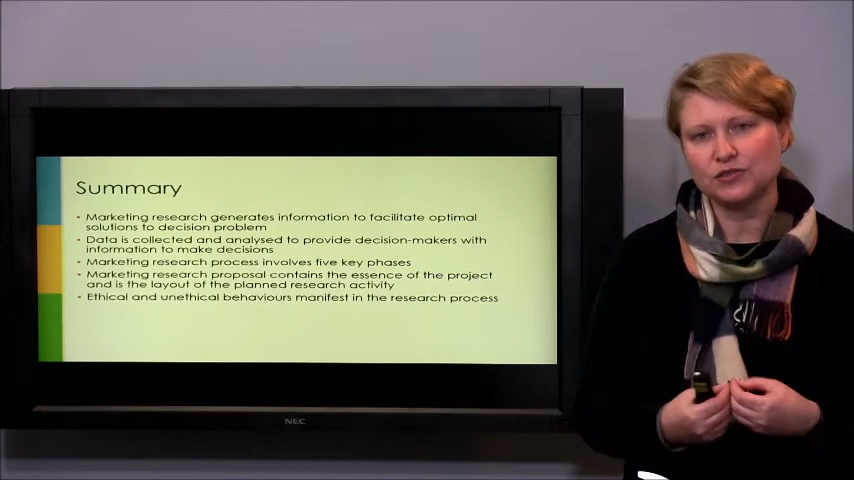 Summary
• Marketing research generates information to facilitate optimal
solutions to decision problem
• Data is collected and analysed to provide decision-makers with
information to make decisions
• Marketing research process involves five key phases
• Marketing research proposal contains the essence of the project
and is the layout of the planned research activity
• Ethical and unethical behaviours manifest in the research process
NEC